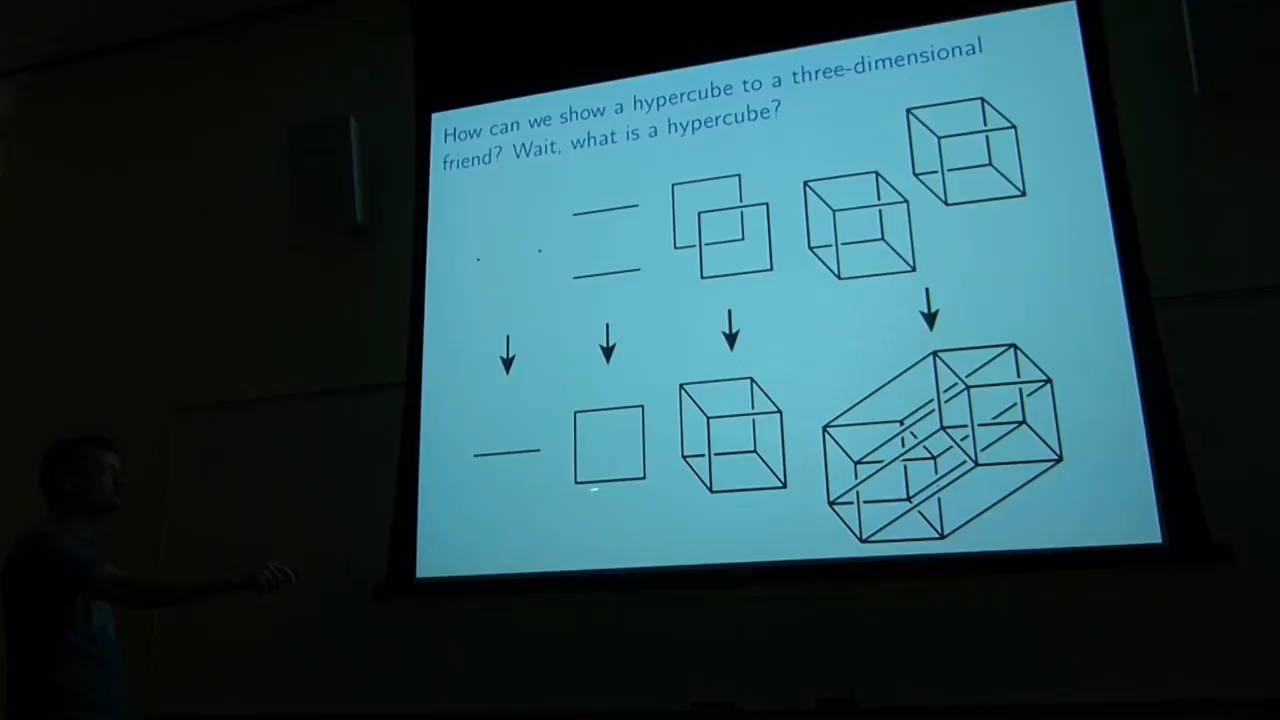 How can we show a hypercube to a three-dimensional
friend? Wait, what is a hypercube?